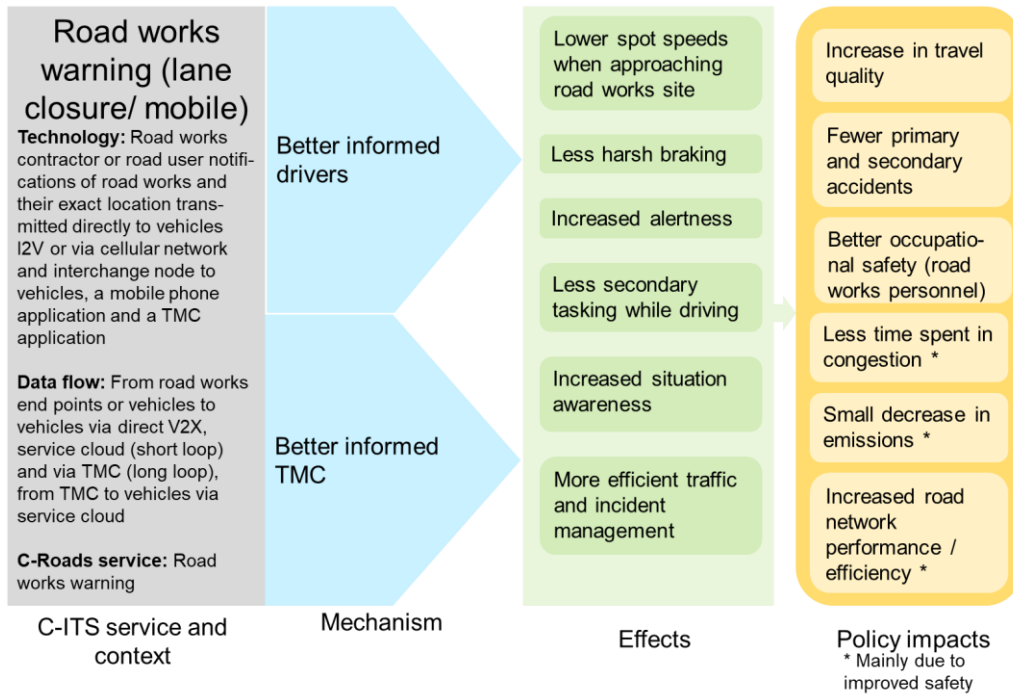 Road works
warning (lane
closure/ mobile)
Technology: Road works
contractor or road user notifi-
cations of road works and
their exact location trans-
mitted directly to vehicles
I2V or via cellular network
and interchange node to
vehicles, a mobile phone
application and a TMC
application
Data flow: From road works
end points or vehicles to
vehicles via direct V2X,
service cloud (short loop)
and via TMC (long loop),
from TMC to vehicles via
service cloud
C-Roads service: Road
works warning
C-ITS service and
context
Better informed
drivers
Better informed
TMC
Mechanism
Lower spot speeds
when approaching
road works site
Less harsh braking
Increased alertness
Less secondary
tasking while driving
Increased situation
awareness
More efficient traffic
and incident
management
Effects
Increase in travel
quality
Fewer primary
and secondary
accidents
Better occupatio-
nal safety (road
works personnel)
Less time spent in
congestion *
Small decrease in
emissions *
Increased road
network
performance /
efficiency *
Policy impacts
* Mainly due to
improved safety